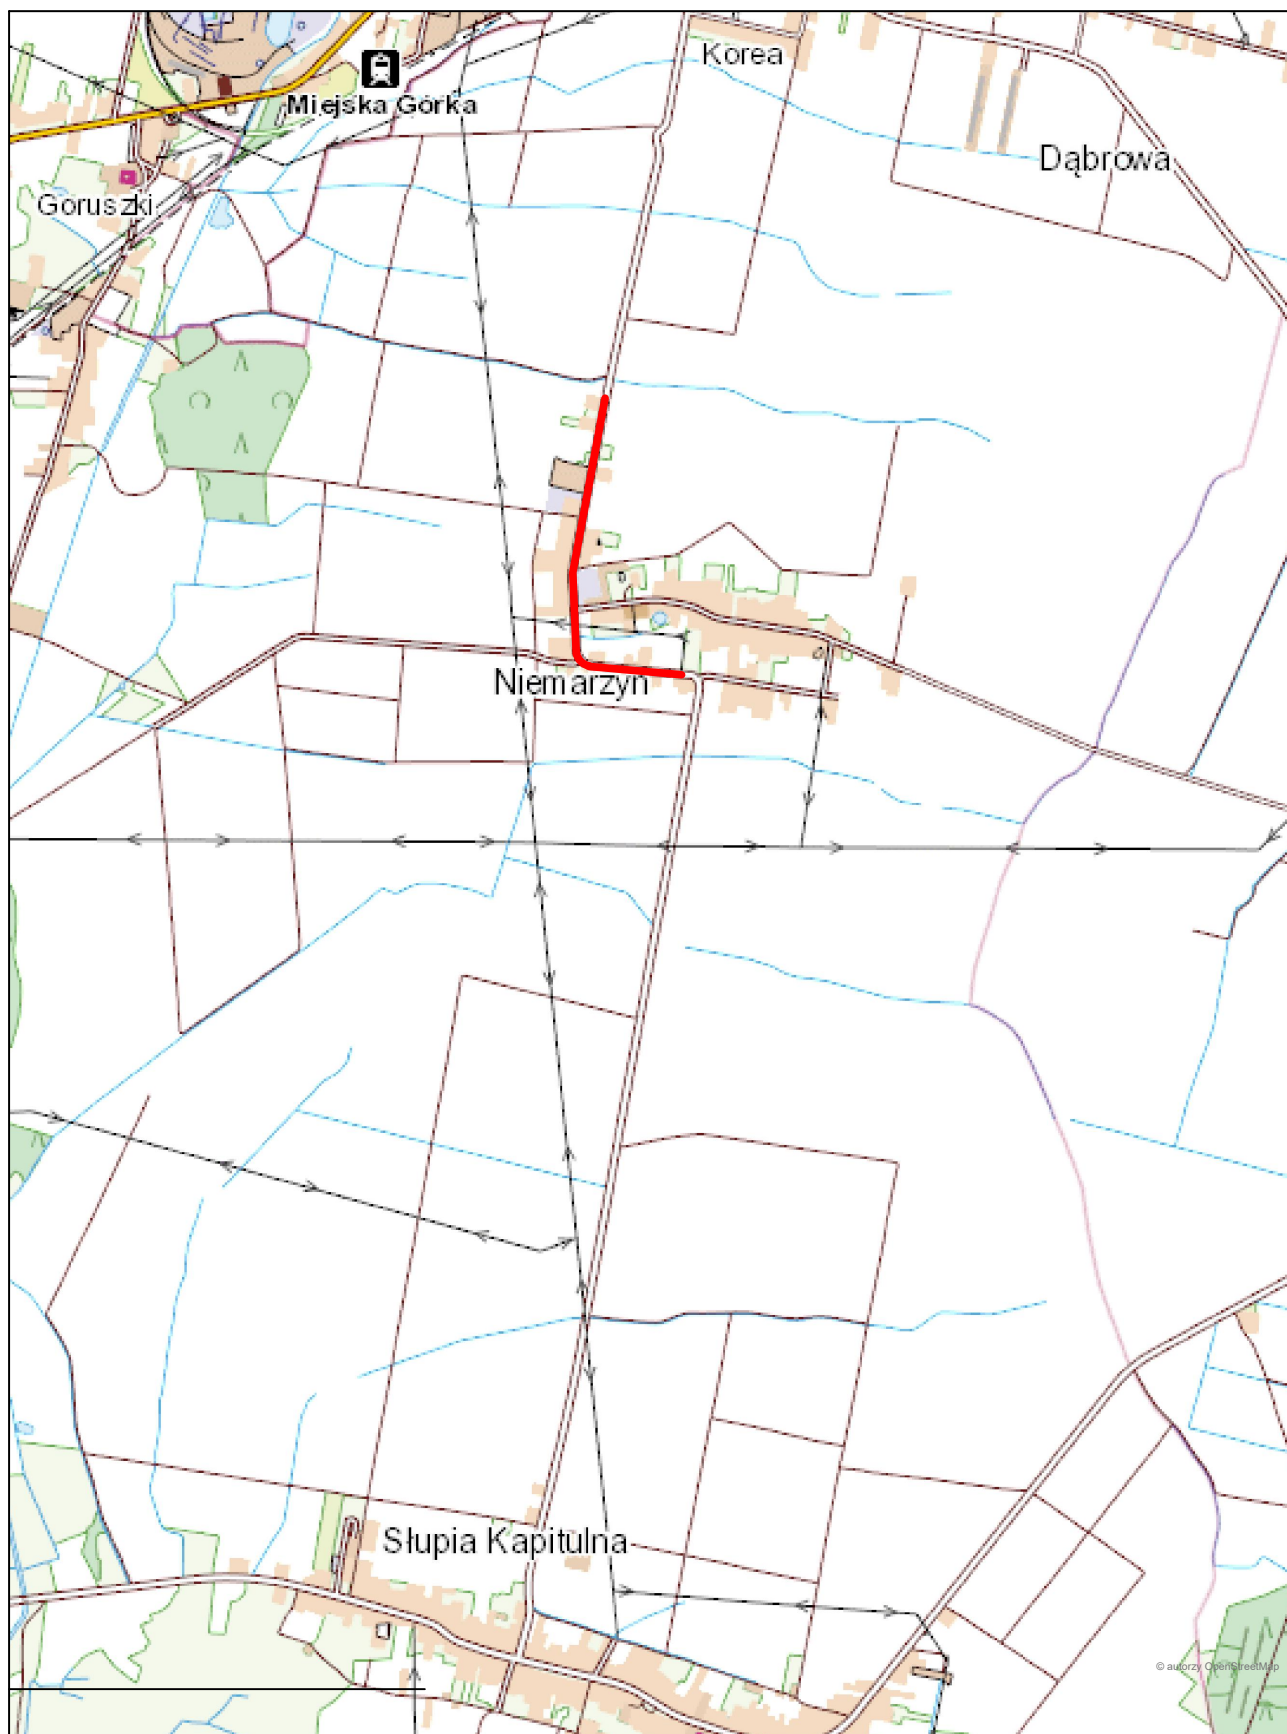 Korea
Miejska Górka
Dąbrowa
Goruszki
Niemarzyn
Słupia Kapitulna
© autorzy OpenStreetMap